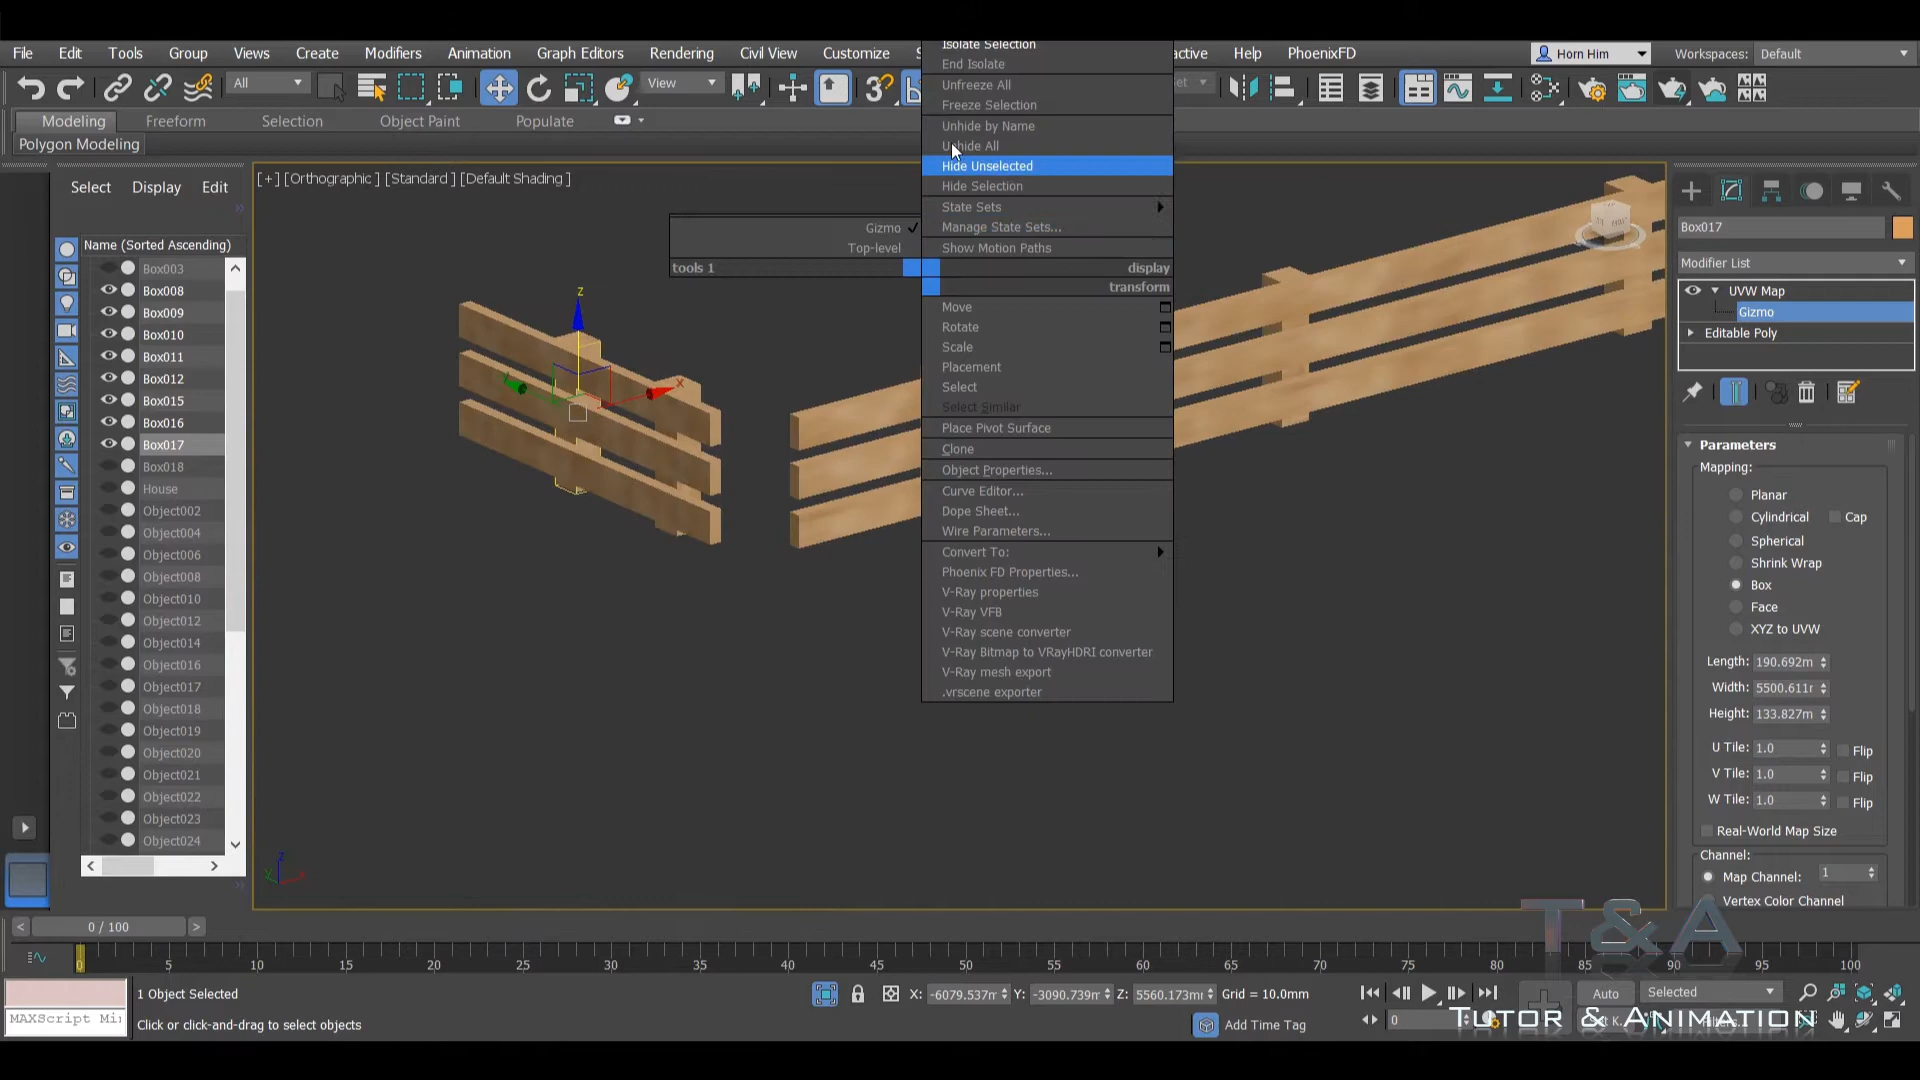 File Edit Tools Group Views Create Modifiers Animation Graph Editors Rendering Civil View Customize Help PhoenixFD Horn Him Workspaces: Default
All View
Modeling Freeform Selection Object Paint Populate
Polygon Modeling
Select Display Edit
Name (Sorted Ascending)
Box003
Box008
Box009
Box010
Box011
Box012
Box015
Box016
Box017
Box018
House
Object002
Object004
Object006
Object008
Object010
Object012
Object014
Object016
Object017
Object018
Object019
Object020
Object021
Object022
Object023
Object024
[+] [Orthographic ] [Standard ] [Default Shading ]
Gizmo
Top-level
tools 1
Isolate Selection
End Isolate
Unfreeze All
Freeze Selection
Unhide by Name
Unhide All
Hide Unselected
Hide Selection
State Sets
Manage State Sets...
Show Motion Paths
display
transform
Move
Rotate
Scale
Placement
Select
Select Similar
Place Pivot Surface
Clone
Object Properties...
Curve Editor...
Dope Sheet...
Wire Parameters...
Convert To:
Phoenix FD Properties...
V-Ray properties
V-Ray VFB
V-Ray scene converter
V-Ray Bitmap to VRayHDRI converter
V-Ray mesh export
.vrscene exporter
Box017
Modifier List
UVW Map
Gizmo
Editable Poly
Parameters
Mapping:
Planar
Cylindrical Cap
Spherical
Shrink Wrap
Box
Face
XYZ to UVW
Length: 190.692m
Width: 5500.611r
Height: 133.827m
U Tile: 1.0 Flip
V Tile: 1.0 Flip
W Tile: 1.0 Flip
Real-World Map Size
Channel:
Map Channel: 1
Vertex Color Channel
T&A
< 0 / 100 >
0 5 10 15 20 25 30 35 40 45 50 55 60 65 70 75 80 85 90 95 100
1 Object Selected X: -6079.537r Y: -3090.739r Z: 5560.173m Grid = 10.0mm Auto Selected
MAXScript Mi
Click or click-and-drag to select objects Add Time Tag 0
TUTOR & ANIMATION